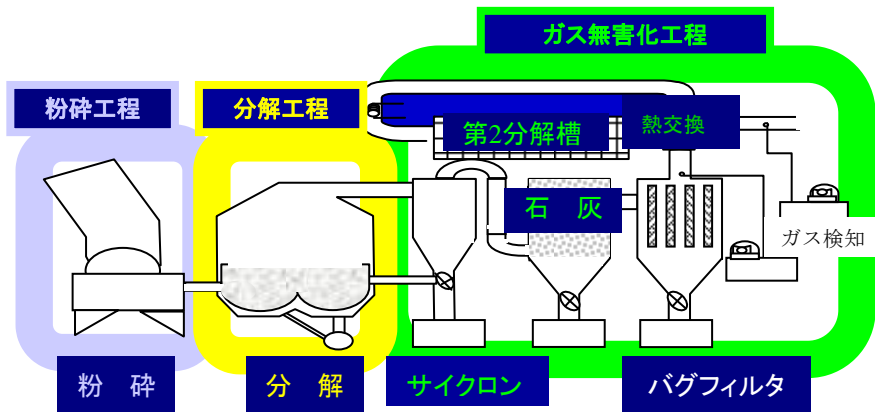 ガス無害化工程
粉砕工程
分解工程
第2分解槽
熱交換
石　灰
ガス検知
粉　砕
分　解
サイクロン
バグフィルタ